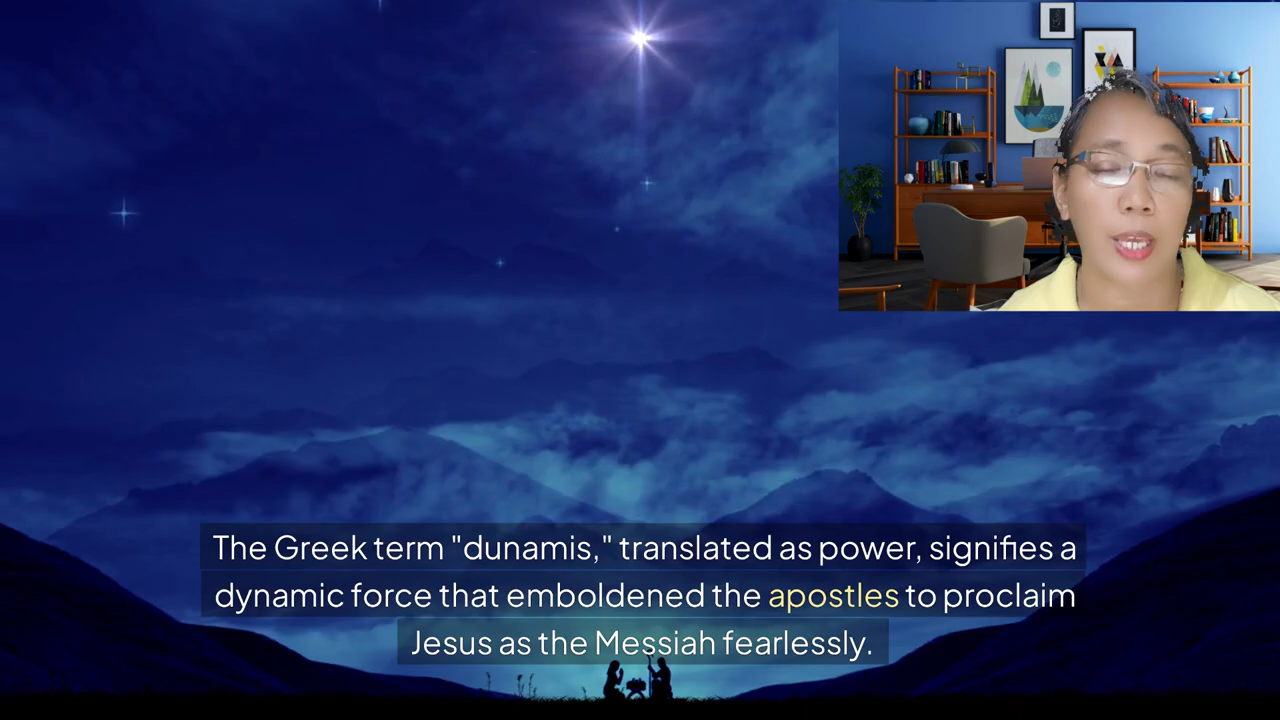 The Greek term "dunamis," translated as power, signifies a
dynamic force that emboldened the apostles to proclaim
Jesus as the Messiah fearlessly.